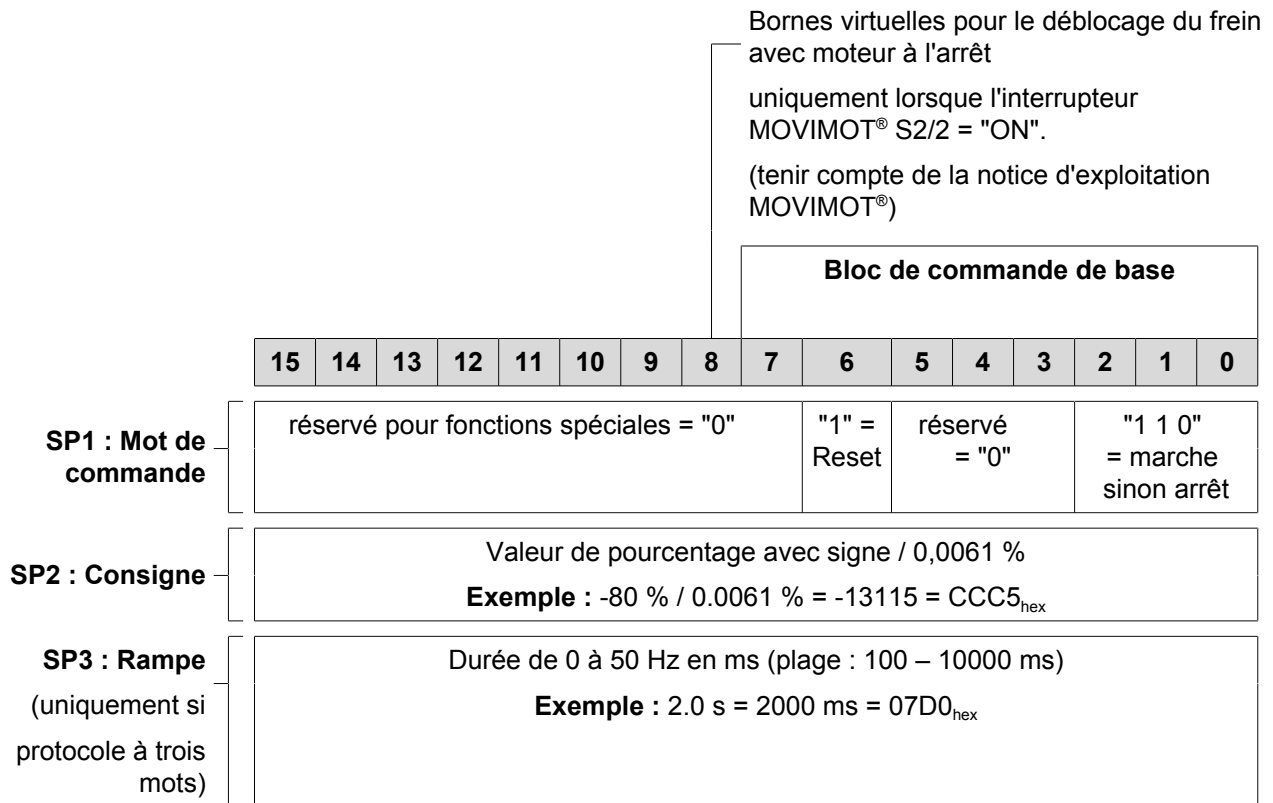 Bornes virtuelles pour le déblocage du frein
avec moteur à l'arrêt
uniquement lorsque l'interrupteur
MOVIMOT® S2/2 = "ON".
(tenir compte de la notice d'exploitation
MOVIMOT®)
Bloc de commande de base
15 14 13 12 11 10 9 8 7 6 5 4 3 2 1 0
SP1 : Mot de
commande
réservé pour fonctions spéciales = "0"
"1" =
Reset
réservé
= "0"
"1 1 0"
= marche
sinon arrêt
SP2 : Consigne
Valeur de pourcentage avec signe / 0,0061 %
Exemple : -80 % / 0.0061 % = -13115 = CCC5hex
SP3 : Rampe
(uniquement si
protocole à trois
mots)
Durée de 0 à 50 Hz en ms (plage : 100 – 10000 ms)
Exemple : 2.0 s = 2000 ms = 07D0hex